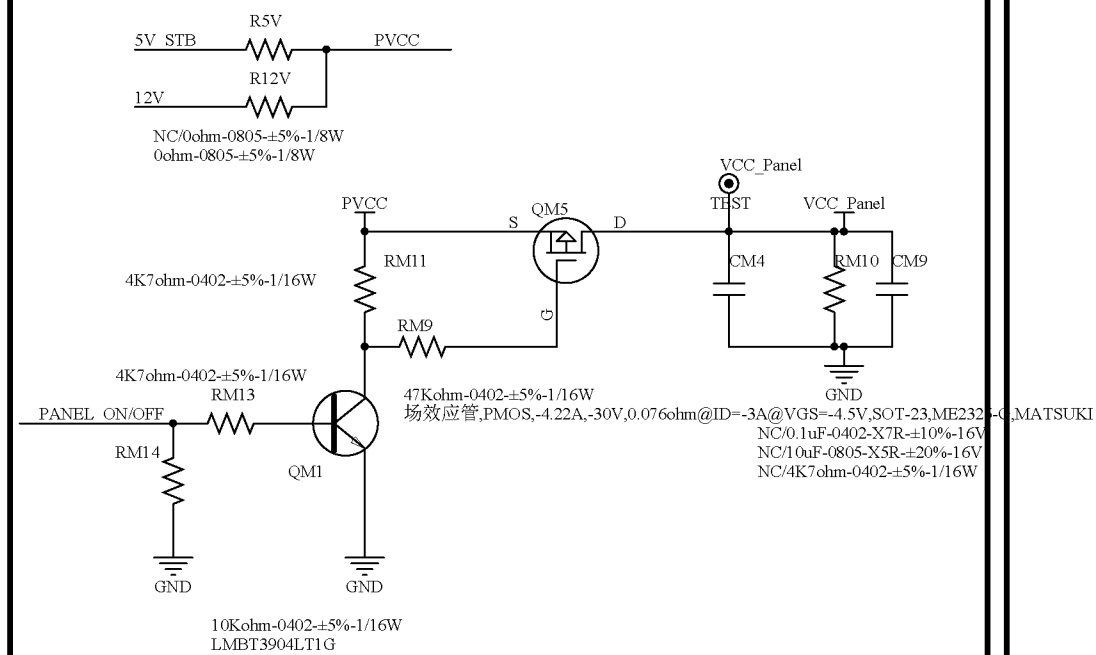 R5V
5V_STB
PVCC
R12V
12V
NC/0ohm-0805-±5%-1/8W
0ohm-0805-±5%-1/8W
VCC_Panel
TEST
VCC_Panel
PVCC
S
QM5
D
RM11
CM4
RM10
CM9
4K7ohm-0402-±5%-1/16W
G
RM9
GND
4K7ohm-0402-±5%-1/16W
RM13
47Kohm-0402-±5%-1/16W
PANEL_ON/OFF
场效应管,PMOS,-4.22A,-30V,0.076ohm@ID=-3A@VGS=-4.5V,SOT-23,ME2325-G,MATSUKI
NC/0.1uF-0402-X7R-±10%-16V
RM14
NC/10uF-0805-X5R-±20%-16V
QM1
NC/4K7ohm-0402-±5%-1/16W
GND
GND
10Kohm-0402-±5%-1/16W
LMBT3904LT1G